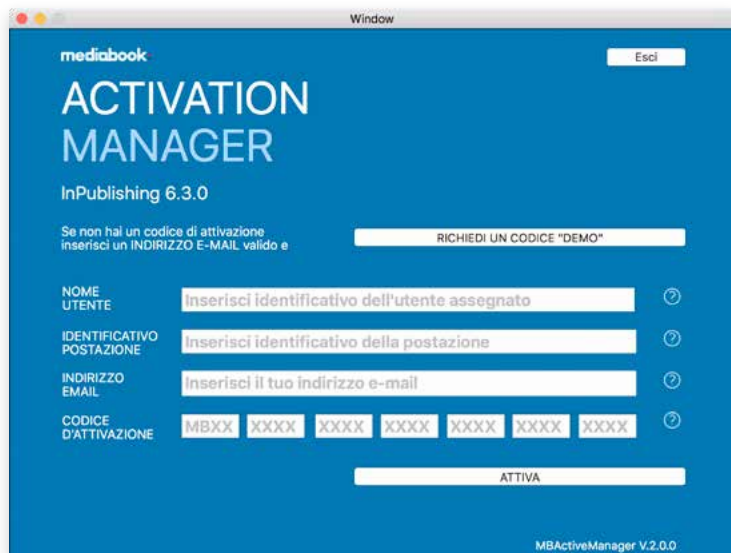 Window
mediabook
Esci
ACTIVATION
MANAGER
InPublishing 6.3.0
Se non hai un codice di attivazione
inserisci un INDIRIZZO E-MAIL valido e
RICHIEDI UN CODICE "DEMO"
NOME
UTENTE
Inserisci identificativo dell'utente assegnato
?
IDENTIFICATIVO
POSTAZIONE
Inserisci identificativo della postazione
?
INDIRIZZO
EMAIL
Inserisci il tuo indirizzo e-mail
?
CODICE
D'ATTIVAZIONE
MBXX XXXX XXXX XXXX XXXX XXXX XXXX
?
ATTIVA
MBActiveManager V.2.0.0